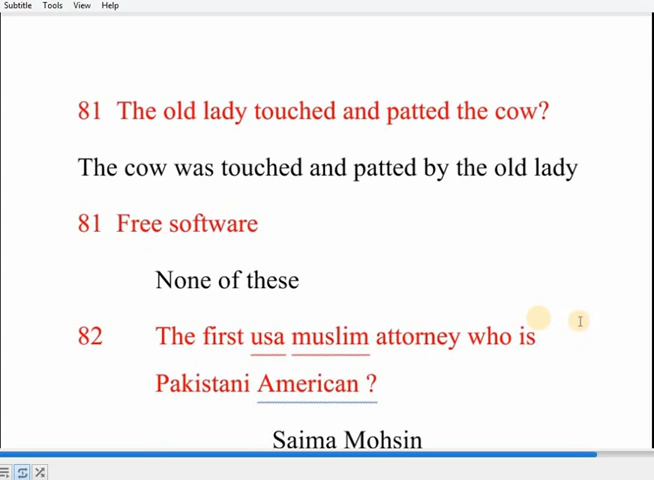 Subtitle Tools View Help
81 The old lady touched and patted the cow?
The cow was touched and patted by the old lady
81 Free software
None of these
82 The first usa muslim attorney who is
Pakistani American ?
Saima Mohsin